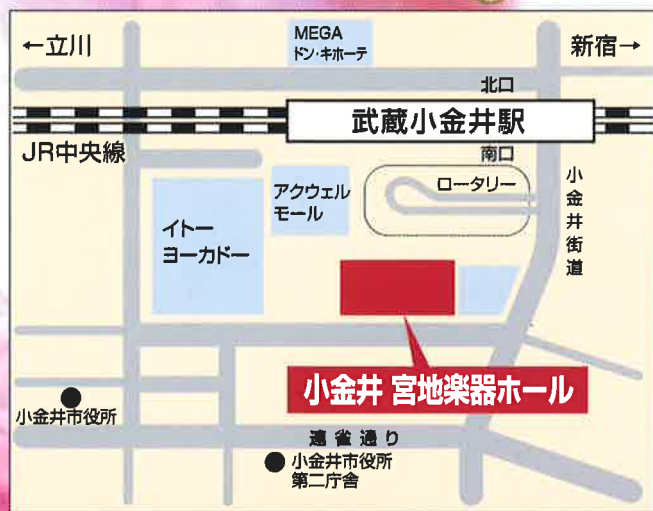 ←立川
MEGA
ドン・キホーテ
新宿→
北口
武蔵小金井駅
JR中央線
南口
ロータリー
小金井街道
アクウェル
モール
イトー
ヨーカドー
小金井 宮地楽器ホール
小金井市役所
連雀通り
小金井市役所
第二庁舎